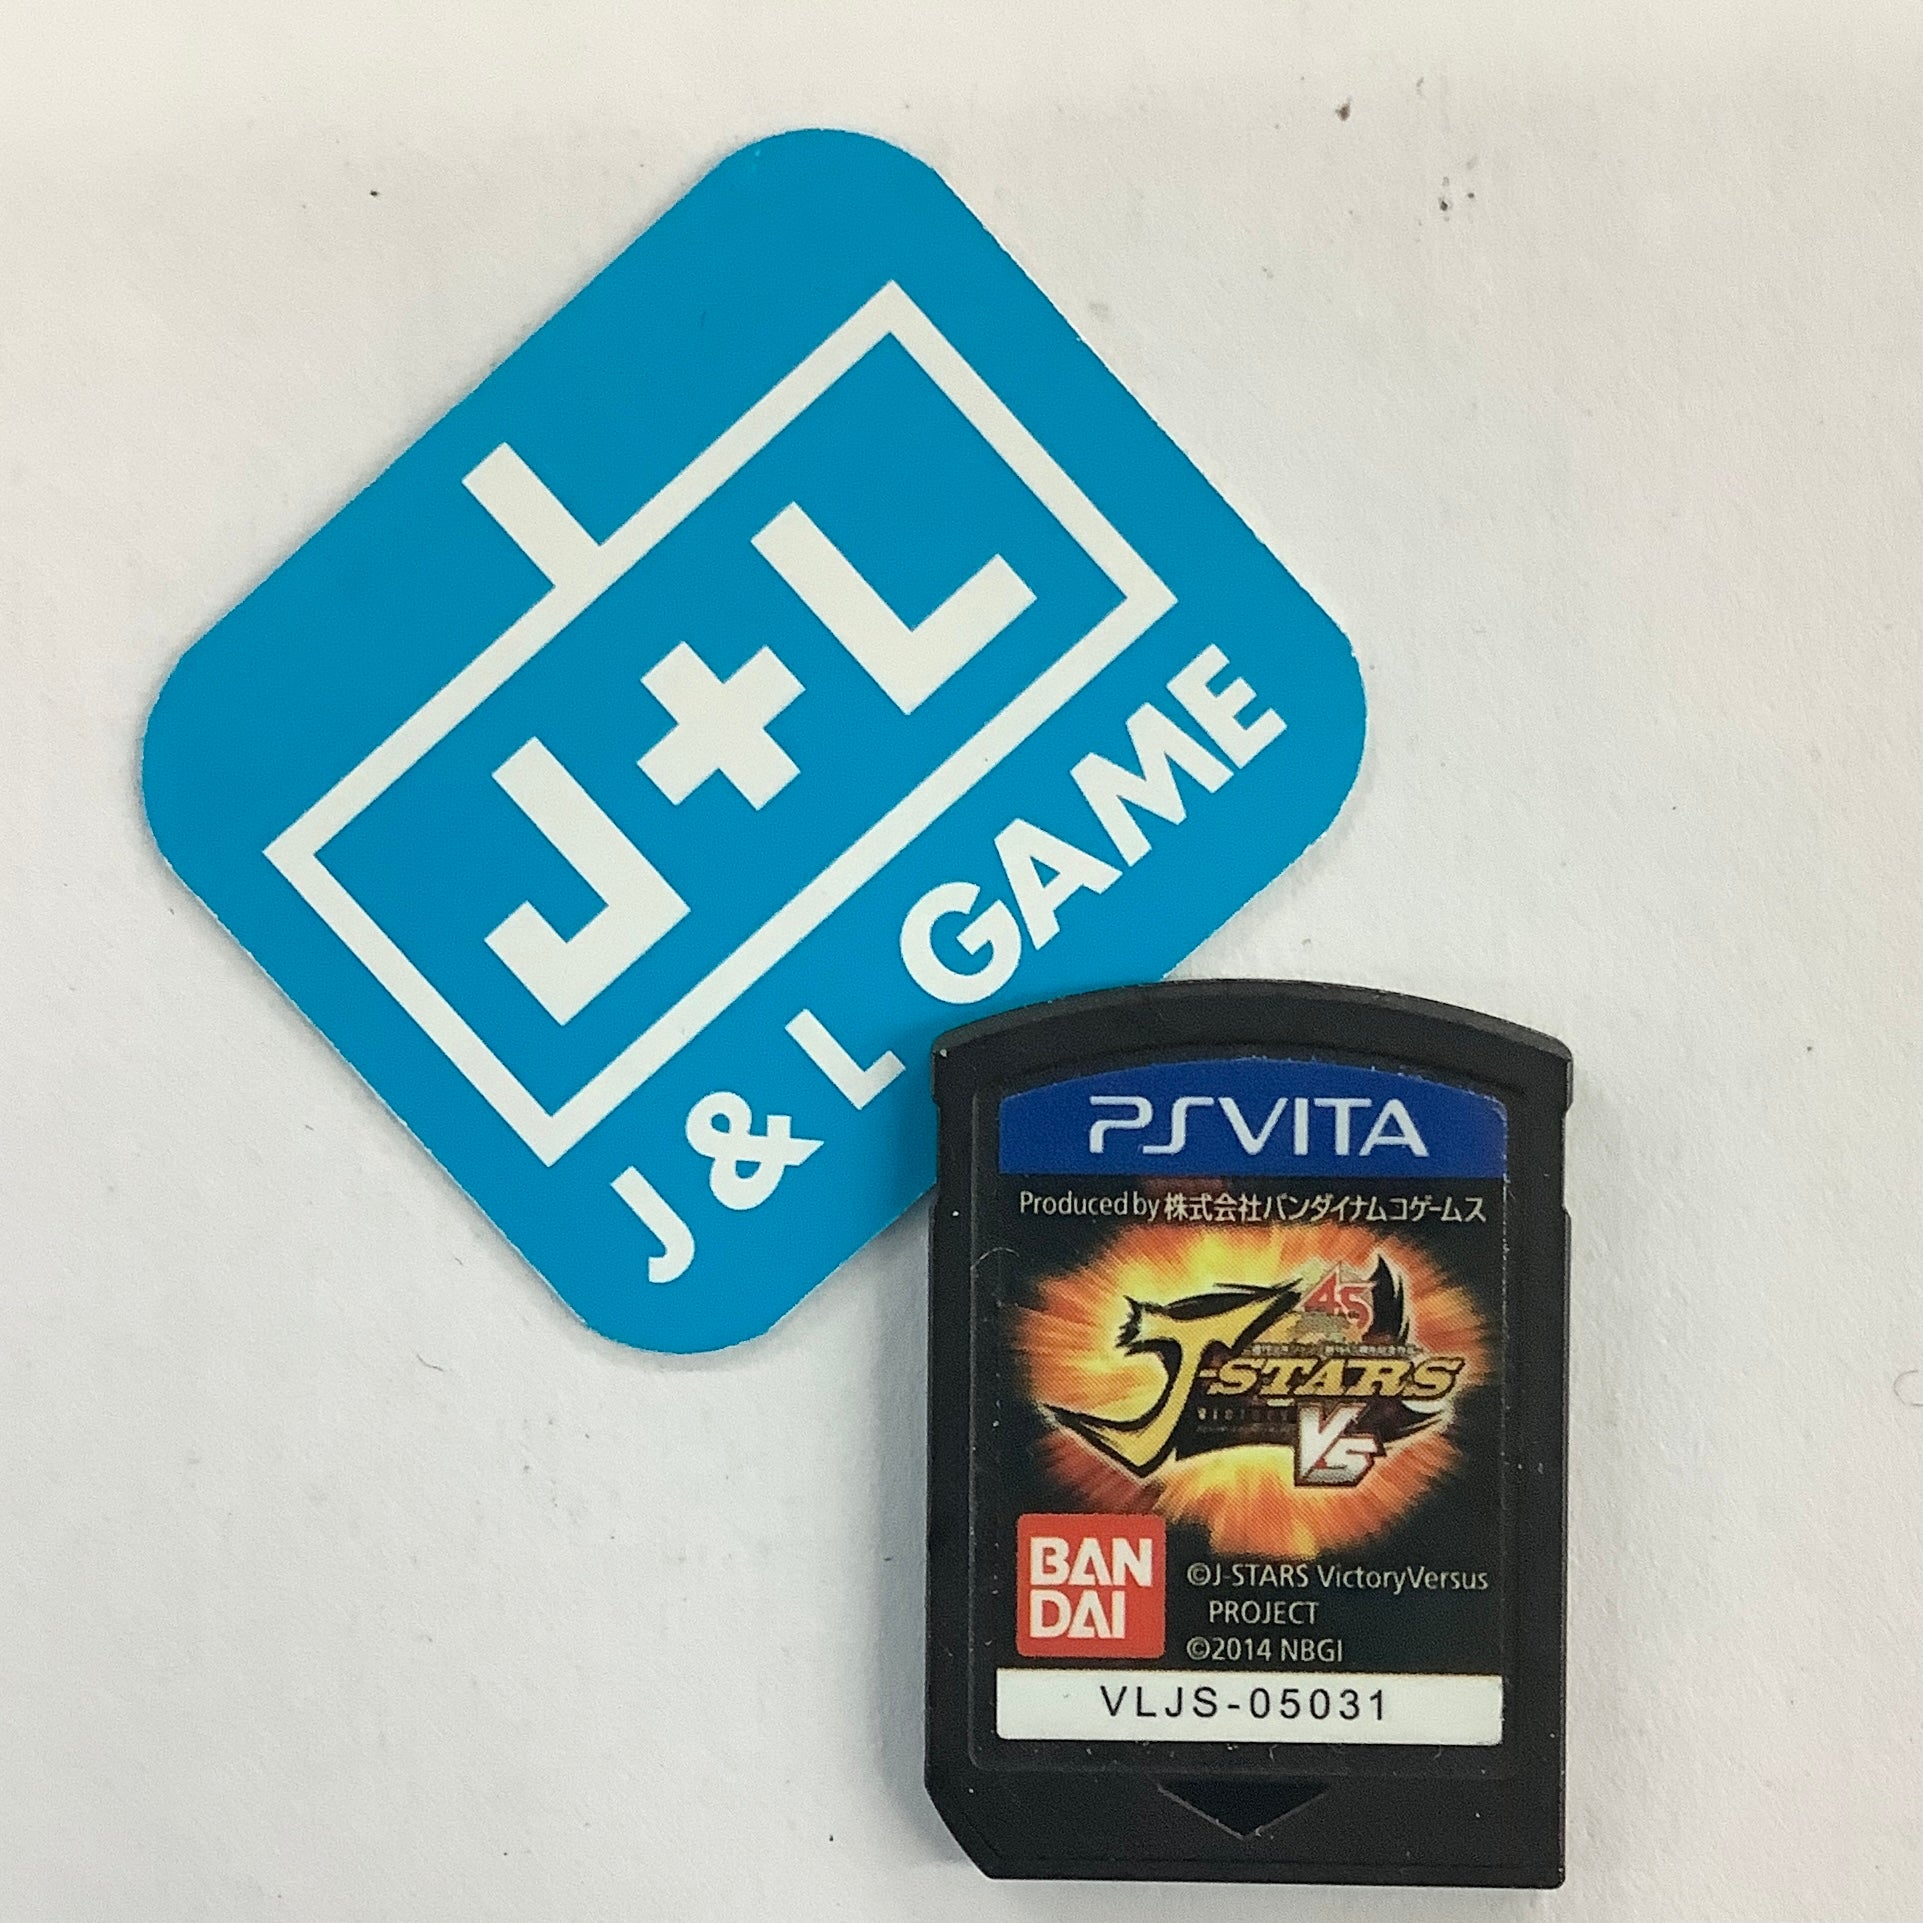 J+L
J & L GAME
PSVITA
Produced by 株式会社バンダイナムコゲームス
45
J-STARS
Victory
VS
BAN
DAI
©J-STARS VictoryVersus
PROJECT
©2014 NBGI
VLJS-05031